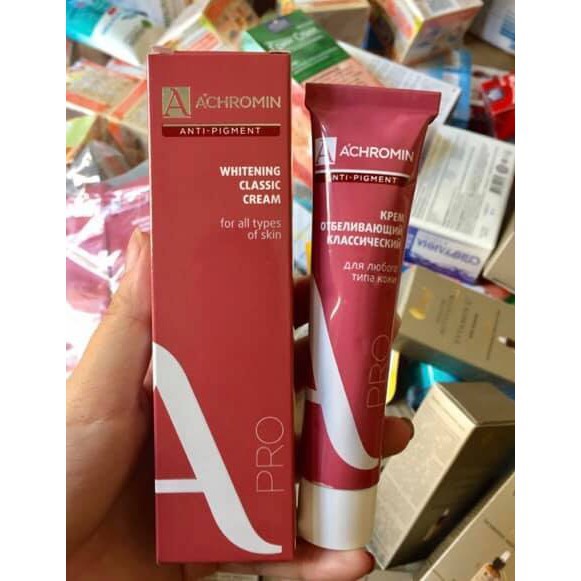 A ACHROMIN
ANTI-PIGMENT
WHITENING
CLASSIC
CREAM
for all types
of skin
A PRO
A ACHROMIN
ANTI-PIGMENT
КРЕМ
ОТБЕЛИВАЮЩИЙ
КЛАССИЧЕСКИЙ
для любого
типа кожи
A PRO